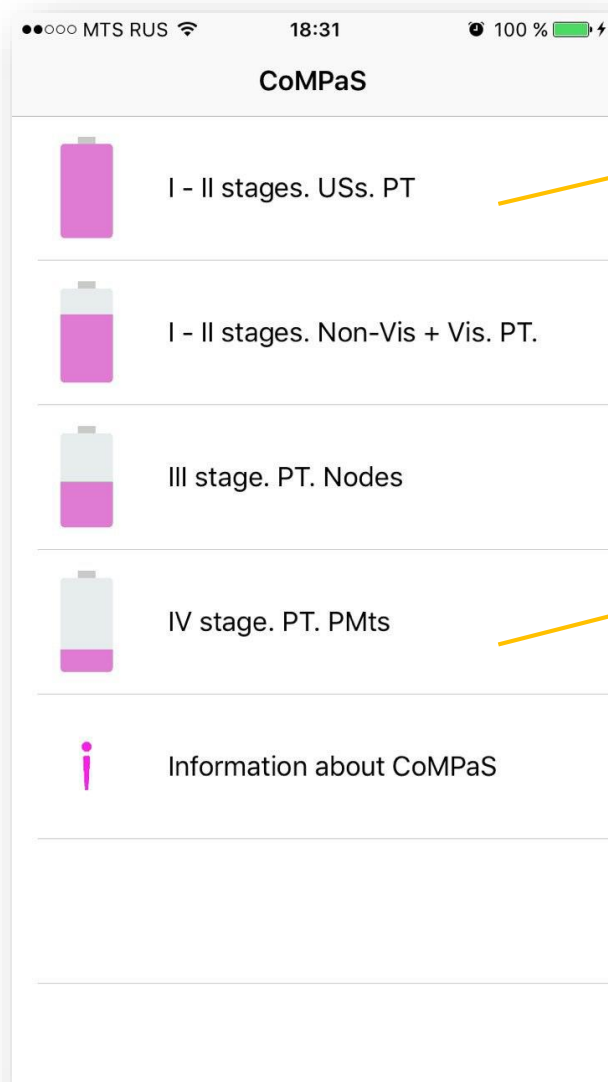 MTS RUS 18:31 100 %
CoMPaS
I - II stages. USs. PT
I - II stages. Non-Vis + Vis. PT.
III stage. PT. Nodes
IV stage. PT. PMts
Information about CoMPaS